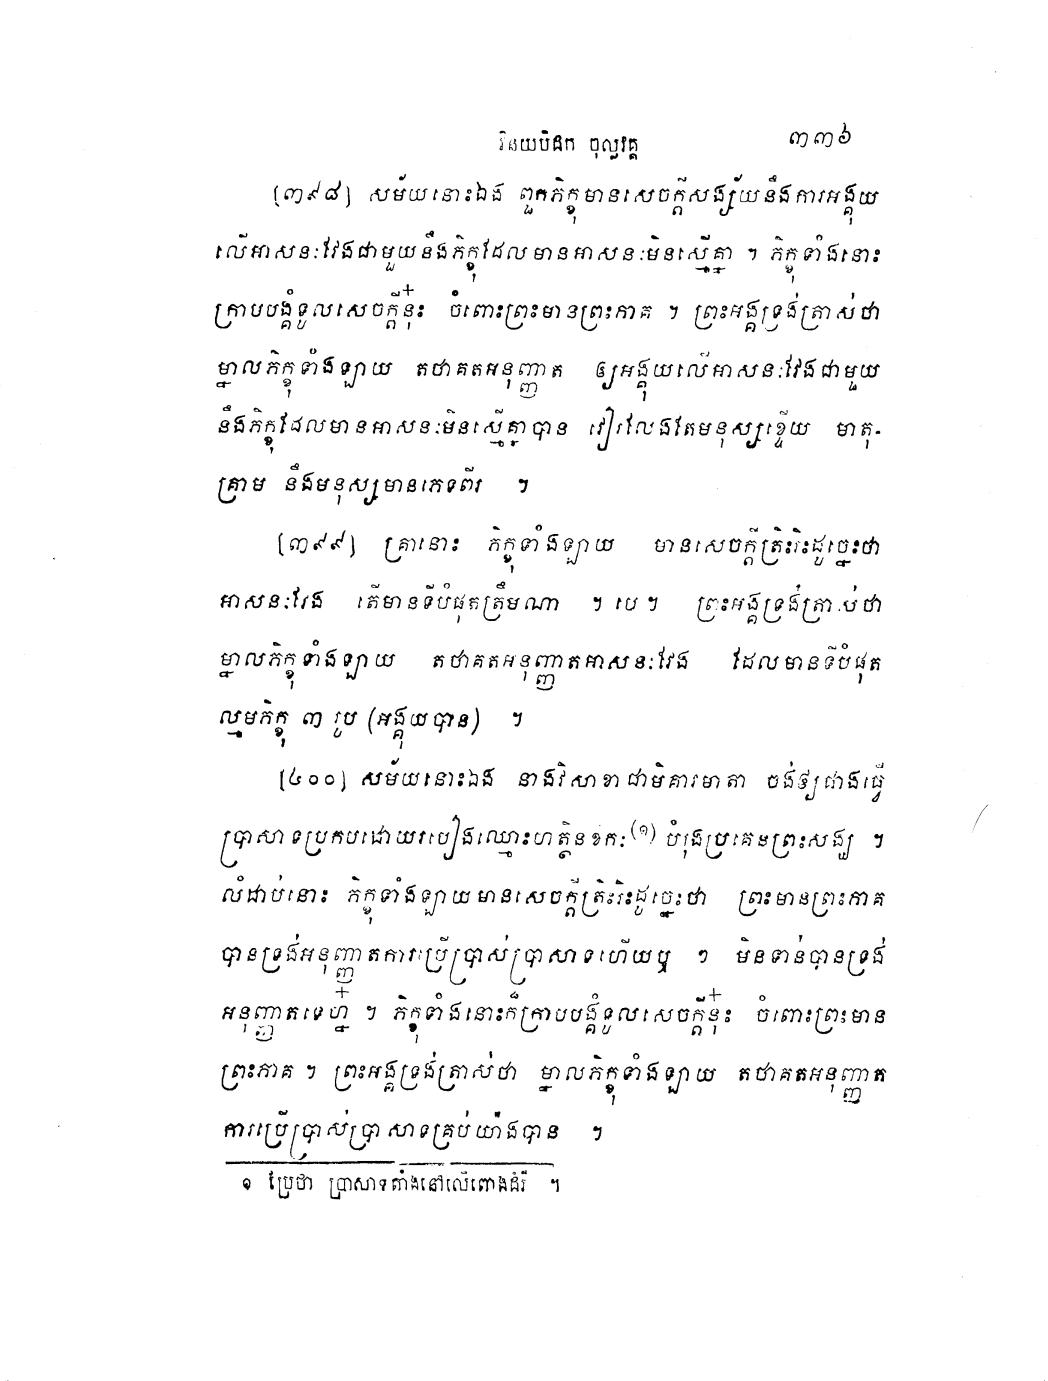 វិនយបិដក ចុល្លវគ្គ ៣៣៦
[៣៩៨] សម័យនោះឯង ពួកភិក្ខុមានសេចក្តីសង្ស័យនឹងការអង្គុយ
លើអាសនៈវែងជាមួយនឹងភិក្ខុដែលមានអាសនៈមិនស្មើគ្នា ។ ភិក្ខុទាំងនោះ
ក្រាបបង្គំទូលសេចក្តីនុ៎ះ ចំពោះព្រះមានព្រះភាគ ។ ព្រះអង្គទ្រង់ត្រាស់ថា
ម្នាលភិក្ខុទាំងឡាយ តថាគតអនុញ្ញាត ឲ្យអង្គុយលើអាសនៈវែងជាមួយ
នឹងភិក្ខុដែលមានអាសនៈមិនស្មើគ្នាបាន វៀរលែងតែមនុស្សខ្ទើយ មាតុ-
គ្រាម នឹងមនុស្សមានភេទពីរ ។
[៣៩៩] គ្រានោះ ភិក្ខុទាំងឡាយ មានសេចក្តីត្រិះរិះដូច្នេះថា
អាសនៈវែង តើមានទីបំផុតត្រឹមណា ។ បេ ។ ព្រះអង្គទ្រង់ត្រាស់ថា
ម្នាលភិក្ខុទាំងឡាយ តថាគតអនុញ្ញាតអាសនៈវែង ដែលមានទីបំផុត
ល្មមភិក្ខុ ៣ រូប (អង្គុយបាន) ។
[៤០០] សម័យនោះឯង នាងវិសាខាជាមិគារមាតា ចង់ឲ្យជាងធ្វើ
ប្រាសាទប្រកបដោយរបៀងឈ្មោះហត្ថិនខកៈ(១) បំរុងប្រគេនព្រះសង្ឃ ។
លំដាប់នោះ ភិក្ខុទាំងឡាយមានសេចក្តីត្រិះរិះដូច្នេះថា ព្រះមានព្រះភាគ
បានទ្រង់អនុញ្ញាតការប្រើប្រាស់ប្រាសាទហើយឬ ៗ មិនទាន់បានទ្រង់
អនុញ្ញាតទេហ្ន៎ ។ ភិក្ខុទាំងនោះក៏ក្រាបបង្គំទូលសេចក្តីនុ៎ះ ចំពោះព្រះមាន
ព្រះភាគ ។ ព្រះអង្គទ្រង់ត្រាស់ថា ម្នាលភិក្ខុទាំងឡាយ តថាគតអនុញ្ញាត
ការប្រើប្រាស់ប្រាសាទគ្រប់យ៉ាងបាន ។
១ ប្រែថា ប្រាសាទតាំងនៅលើពោងដំរី ។